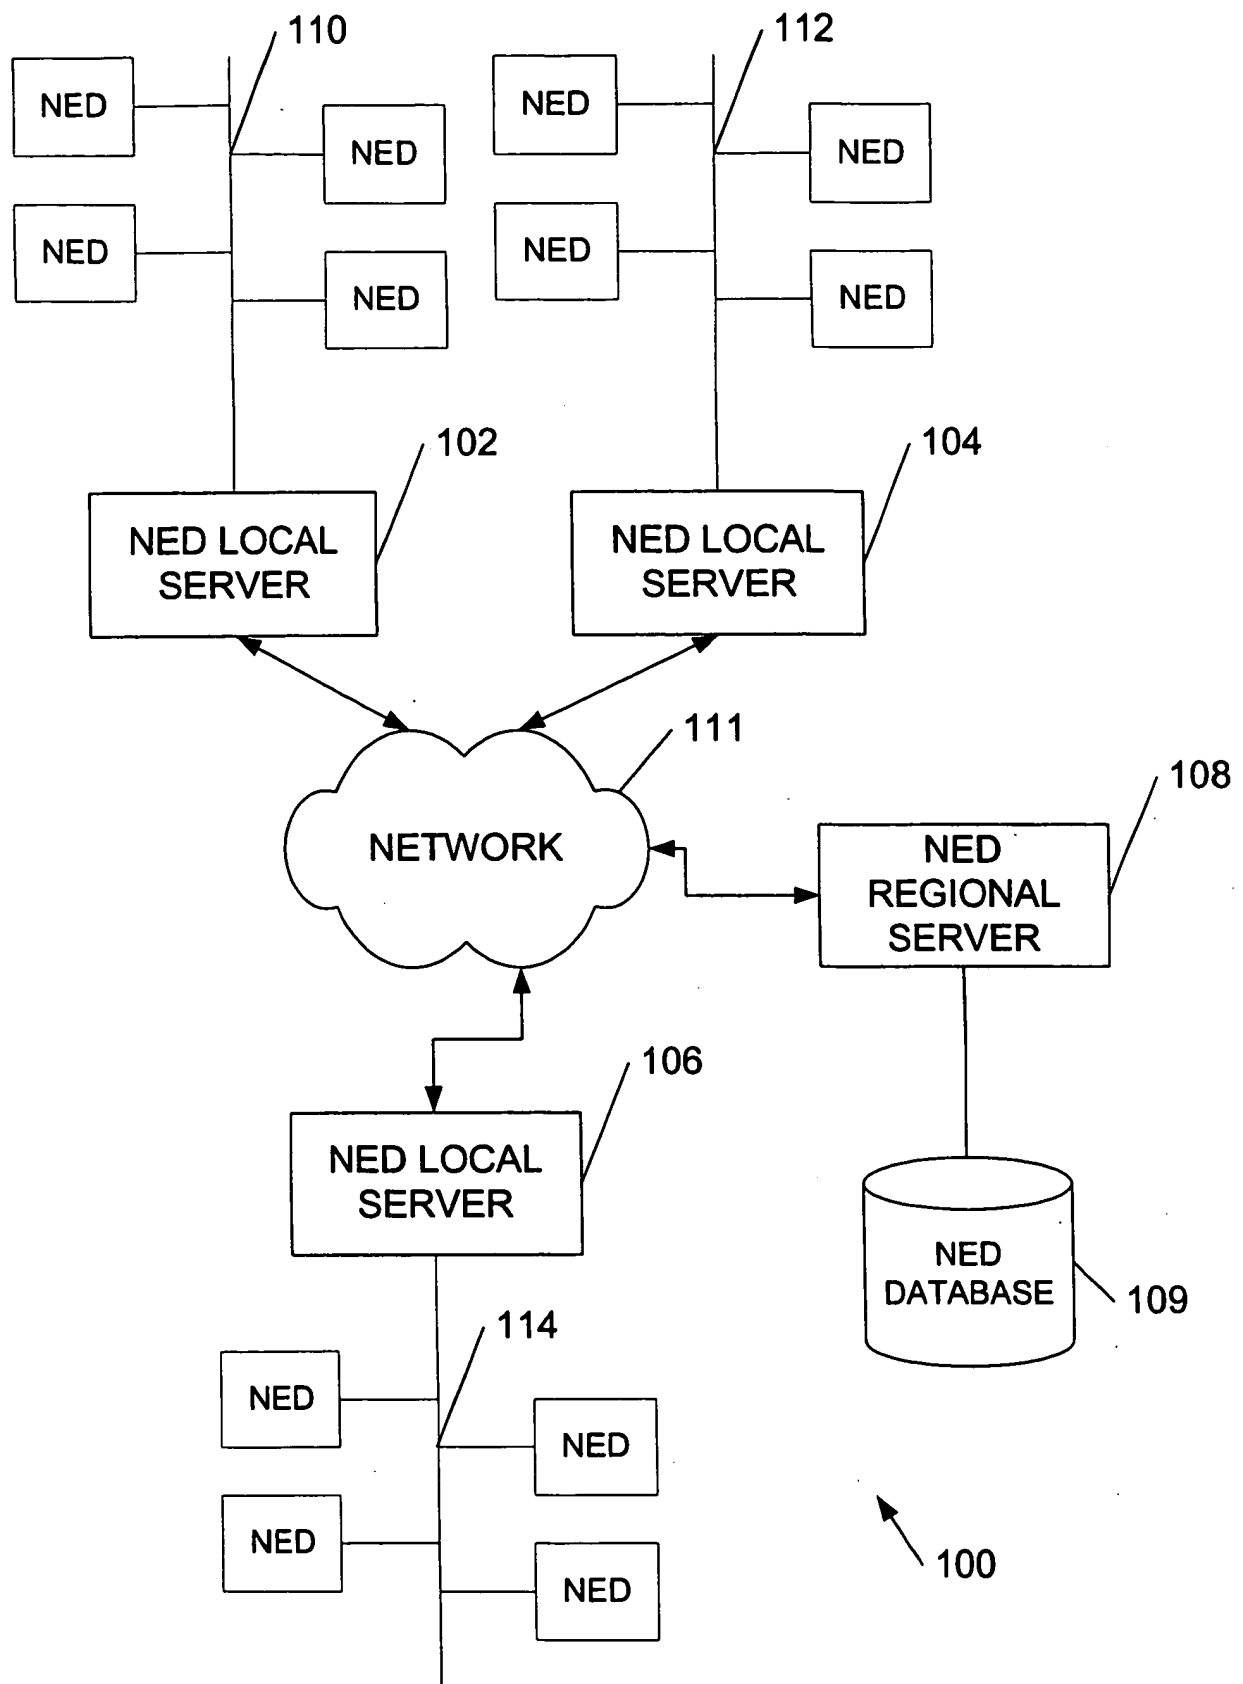 110
112
NED
NED
NED
NED
NED
NED
NED
NED
102
104
NED LOCAL
SERVER
NED LOCAL
SERVER
111
108
NETWORK
NED
REGIONAL
SERVER
106
NED LOCAL
SERVER
NED
DATABASE
109
114
NED
NED
NED
NED
100